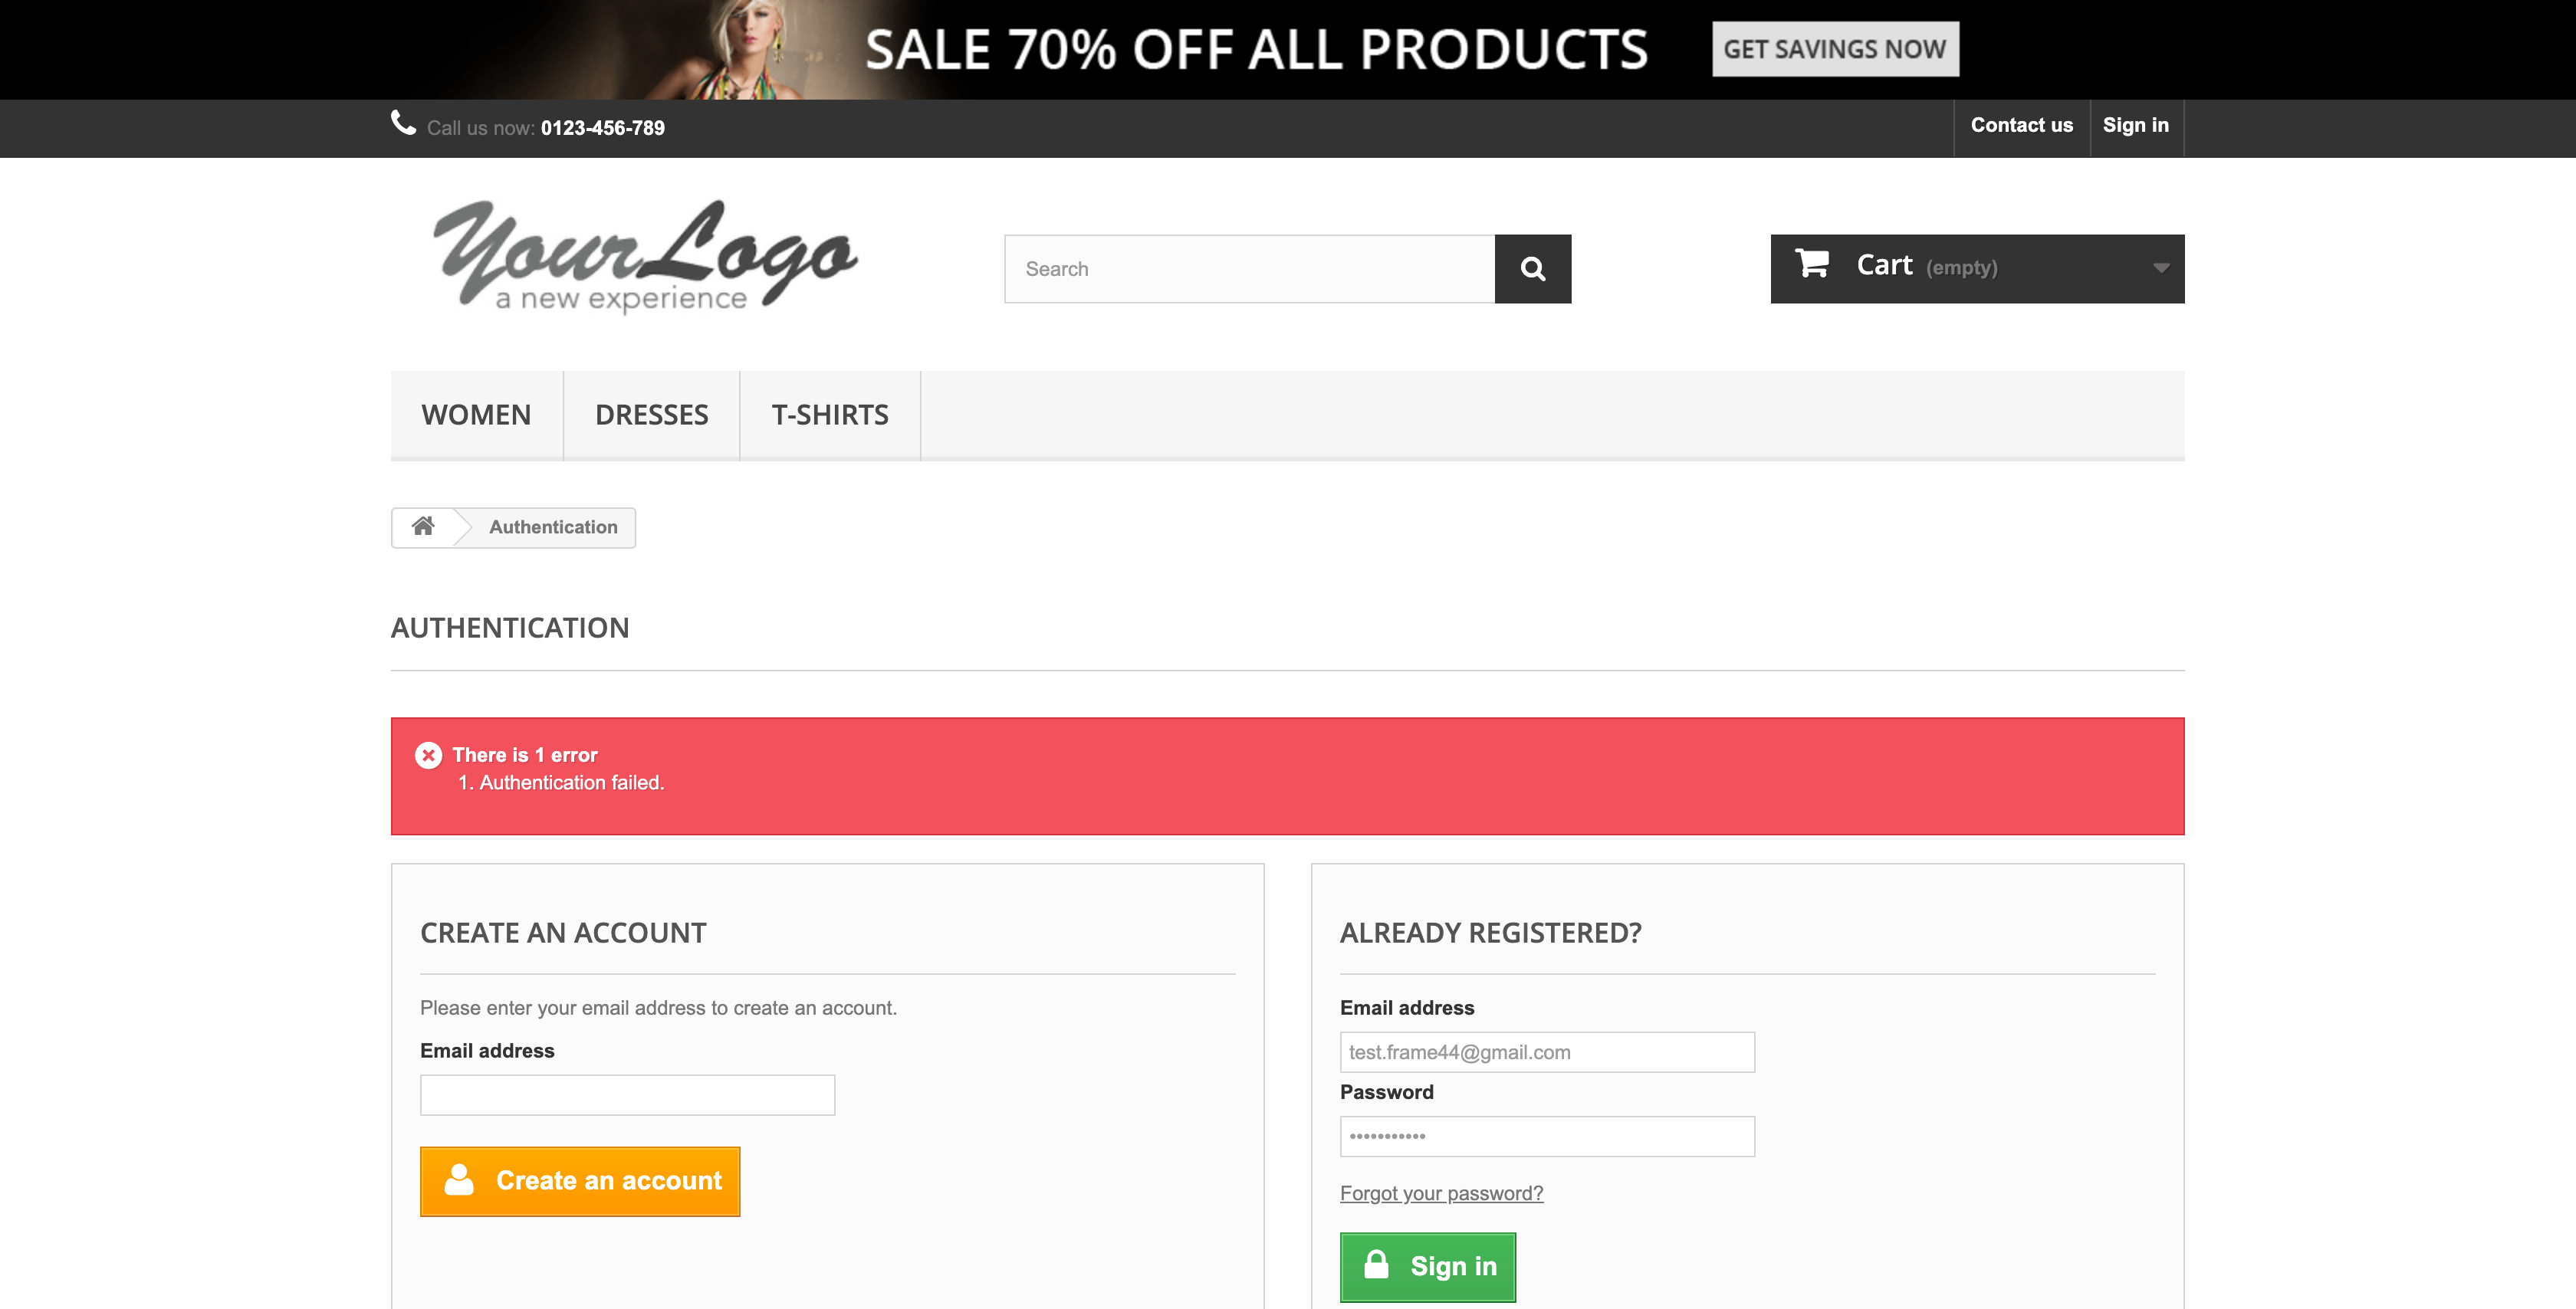 SALE 70% OFF ALL PRODUCTS GET SAVINGS NOW
Call us now: 0123-456-789 Contact us Sign in
Your Logo
a new experience
Search
Cart (empty)
WOMEN DRESSES T-SHIRTS
Authentication
AUTHENTICATION
There is 1 error
1. Authentication failed.
CREATE AN ACCOUNT
Please enter your email address to create an account.
Email address
Create an account
ALREADY REGISTERED?
Email address
test.frame44@gmail.com
Password
•••••••••••
Forgot your password?
Sign in